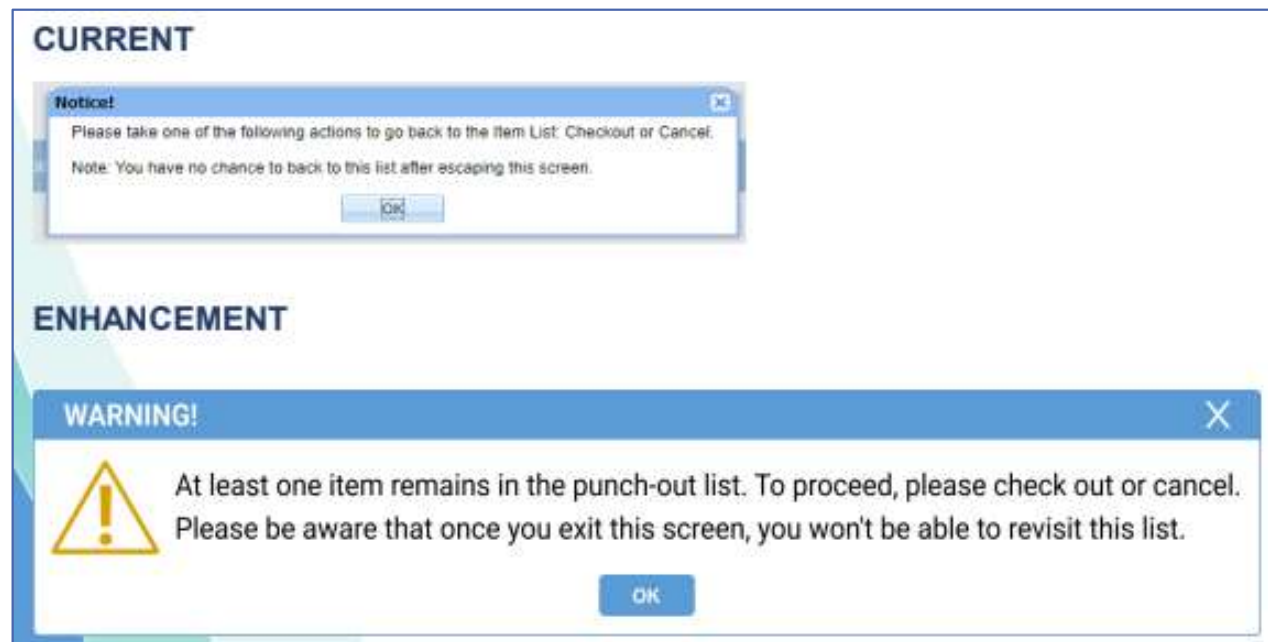 CURRENT
Notice!
Please take one of the following actions to go back to the Item List: Checkout or Cancel.
Note: You have no chance to back to this list after escaping this screen.
OK
ENHANCEMENT
WARNING!
At least one item remains in the punch-out list. To proceed, please check out or cancel.
Please be aware that once you exit this screen, you won't be able to revisit this list.
OK